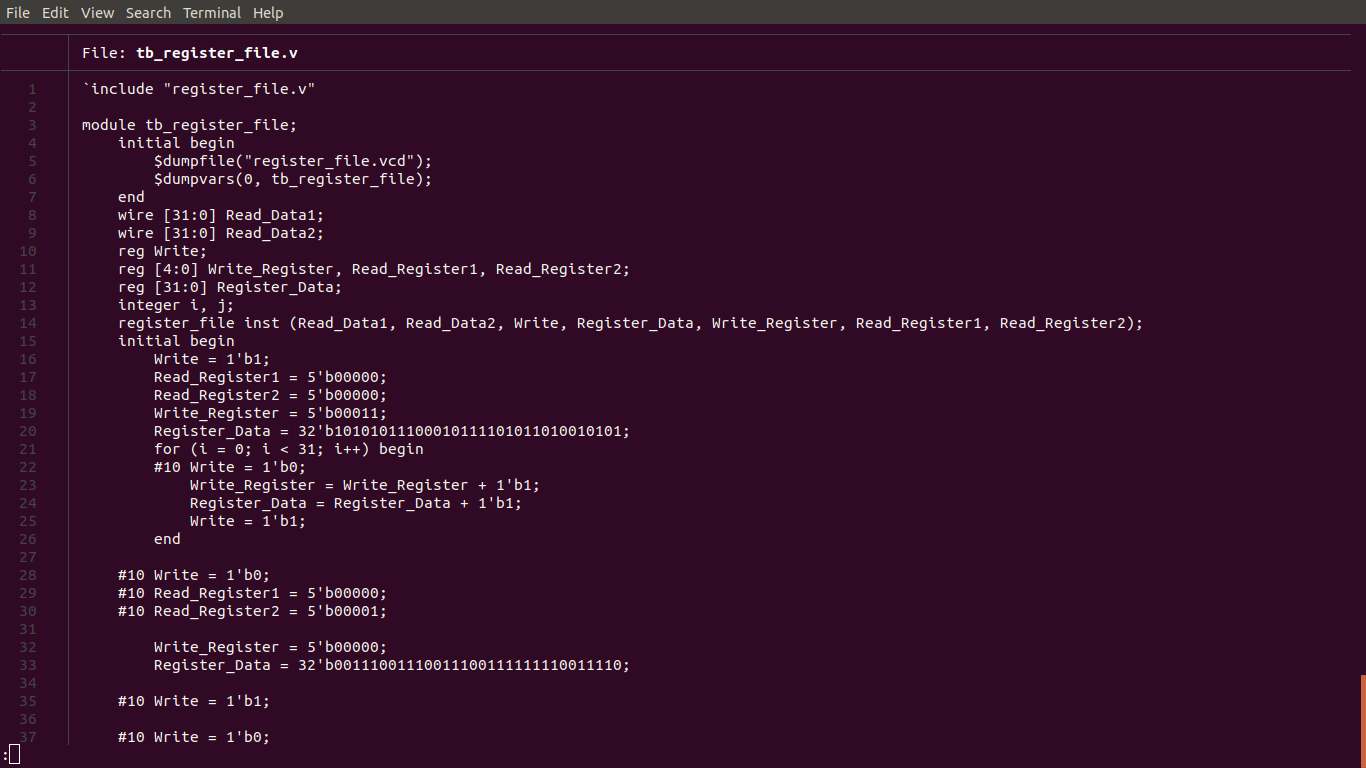 File Edit View Search Terminal Help
File: tb_register_file.v
1 `include "register_file.v"
2
3 module tb_register_file;
4 initial begin
5 $dumpfile("register_file.vcd");
6 $dumpvars(0, tb_register_file);
7 end
8 wire [31:0] Read_Data1;
9 wire [31:0] Read_Data2;
10 reg Write;
11 reg [4:0] Write_Register, Read_Register1, Read_Register2;
12 reg [31:0] Register_Data;
13 integer i, j;
14 register_file inst (Read_Data1, Read_Data2, Write, Register_Data, Write_Register, Read_Register1, Read_Register2);
15 initial begin
16 Write = 1'b1;
17 Read_Register1 = 5'b00000;
18 Read_Register2 = 5'b00000;
19 Write_Register = 5'b00011;
20 Register_Data = 32'b10101011100010111101011010010101;
21 for (i = 0; i < 31; i++) begin
22 #10 Write = 1'b0;
23 Write_Register = Write_Register + 1'b1;
24 Register_Data = Register_Data + 1'b1;
25 Write = 1'b1;
26 end
27
28 #10 Write = 1'b0;
29 #10 Read_Register1 = 5'b00000;
30 #10 Read_Register2 = 5'b00001;
31
32 Write_Register = 5'b00000;
33 Register_Data = 32'b00111001110011100111111110011110;
34
35 #10 Write = 1'b1;
36
37 #10 Write = 1'b0;
: